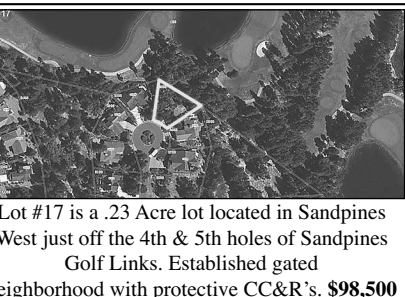 17
Lot #17 is a .23 Acre lot located in Sandpines
West just off the 4th & 5th holes of Sandpines
Golf Links. Established gated
eighborhood with protective CC&R's. $98,500